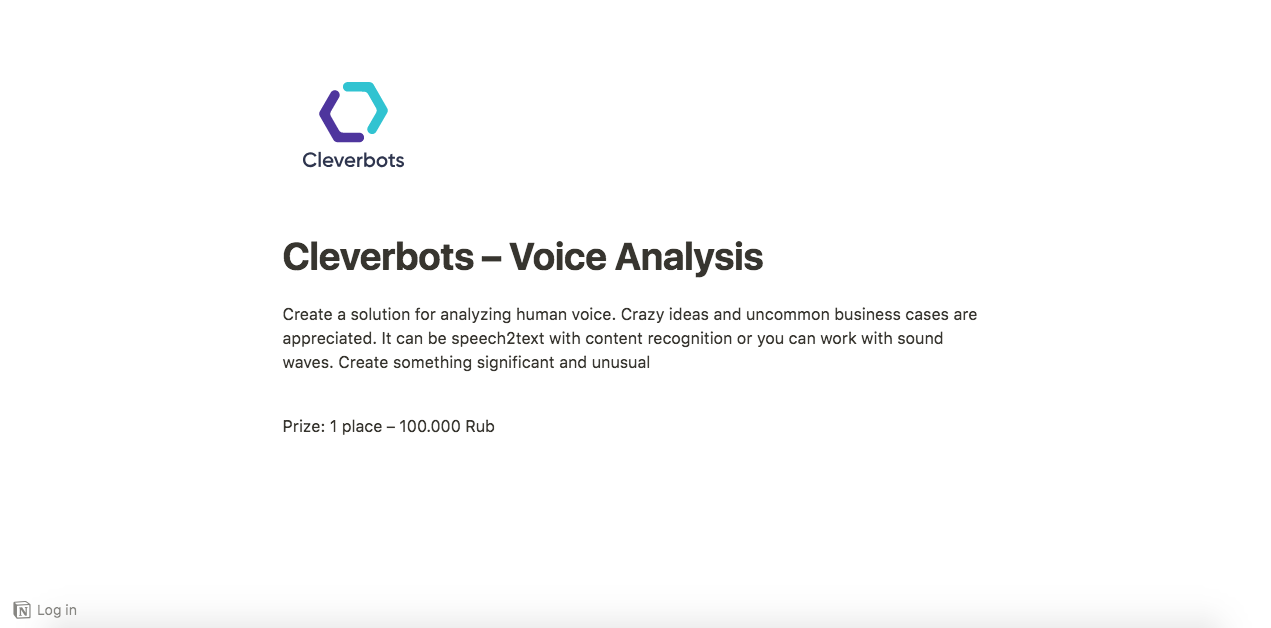 Cleverbots
Cleverbots – Voice Analysis
Create a solution for analyzing human voice. Crazy ideas and uncommon business cases are
appreciated. It can be speech2text with content recognition or you can work with sound
waves. Create something significant and unusual
Prize: 1 place – 100.000 Rub
N Log in